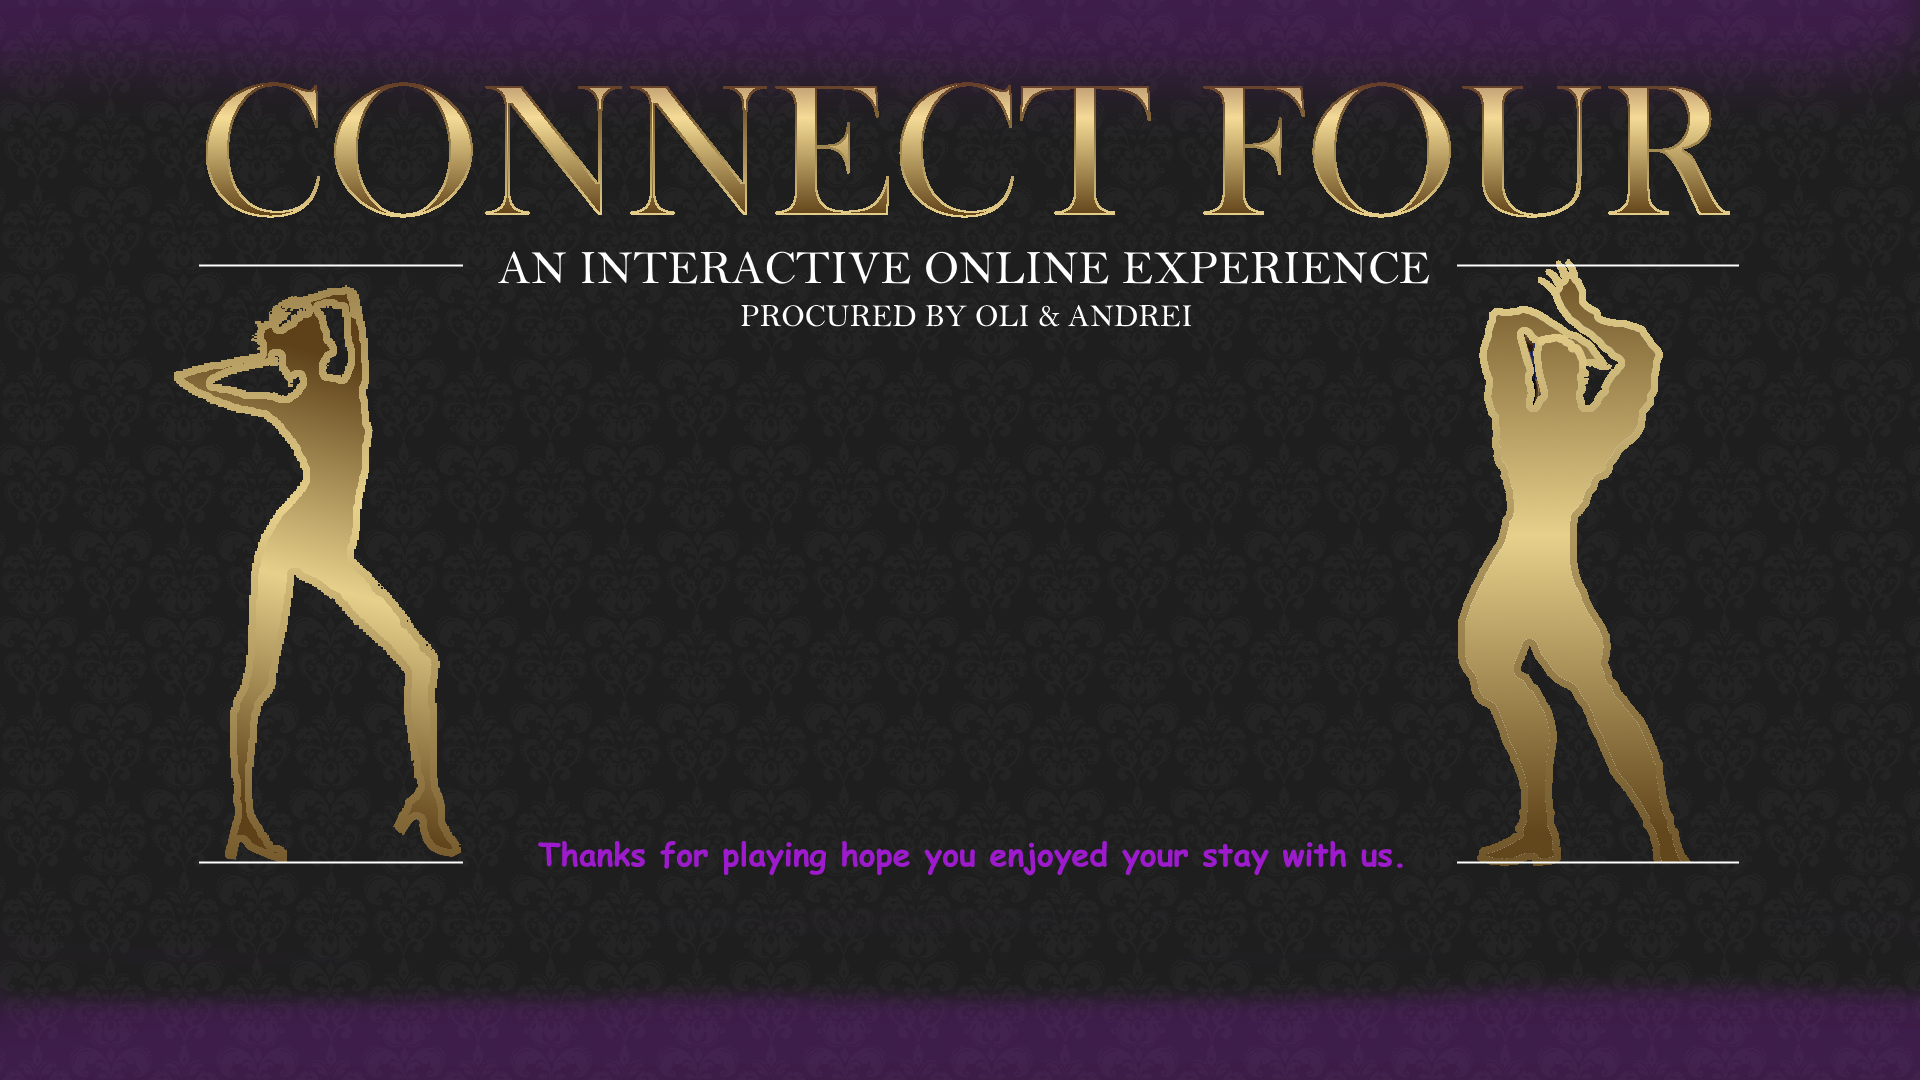 CONNECT FOUR
AN INTERACTIVE ONLINE EXPERIENCE
PROCURED BY OLI & ANDREI
Thanks for playing hope you enjoyed your stay with us.